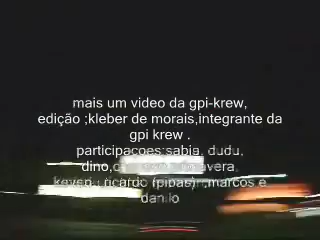 mais um video da gpi-krew,
edição ;kleber de morais,integrante da
gpi krew .
participaçoes:sabia, dudu,
dino,
ricardo (pipas) ,marcos e
danilo